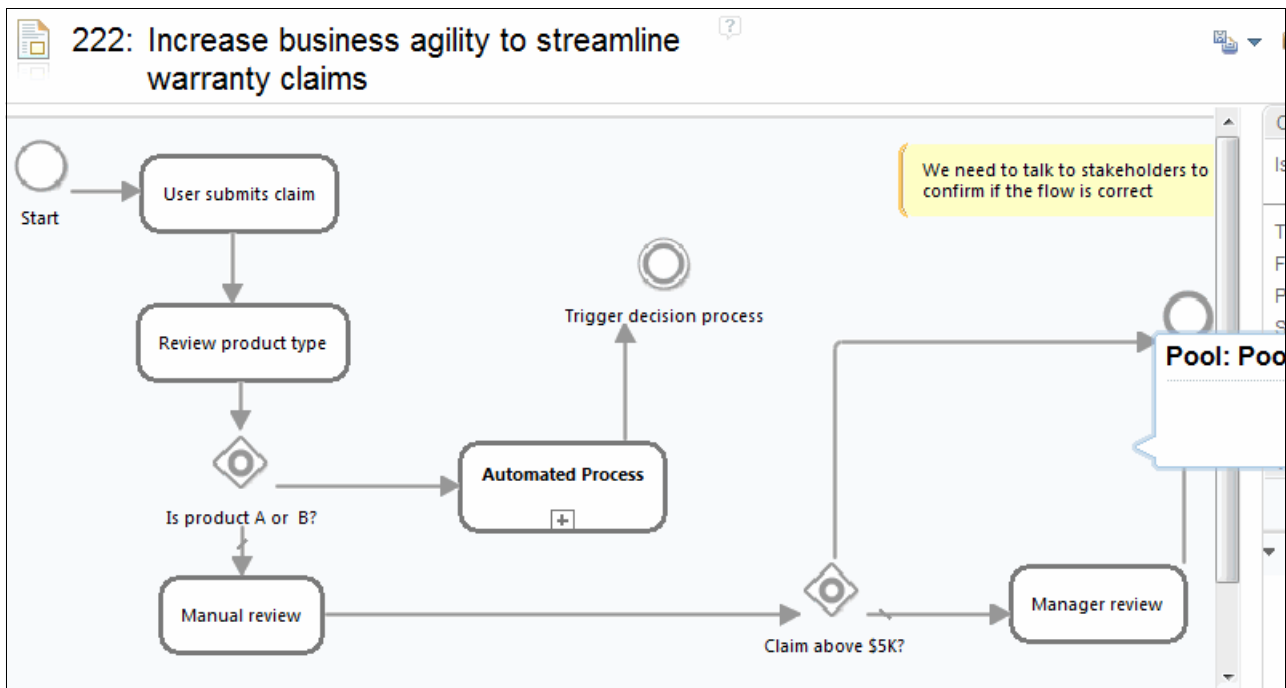 222: Increase business agility to streamline
warranty claims
?
We need to talk to stakeholders to
confirm if the flow is correct
Start
User submits claim
Trigger decision process
Review product type
Pool: Poo
Automated Process
Is product A or B?
Manual review
Claim above $5K?
Manager review